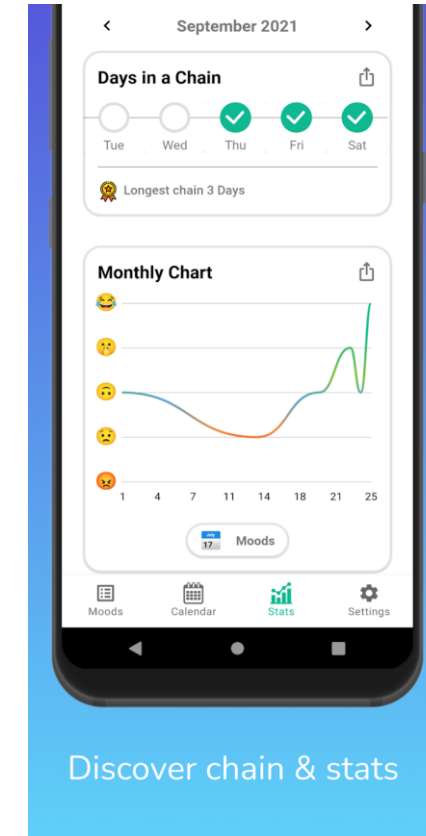 September 2021
Days in a Chain
Tue Wed Thu Fri Sat
Longest chain 3 Days
Monthly Chart
1 4 7 11 14 18 21 25
July
17
Moods
Moods Calendar Stats Settings
Discover chain & stats